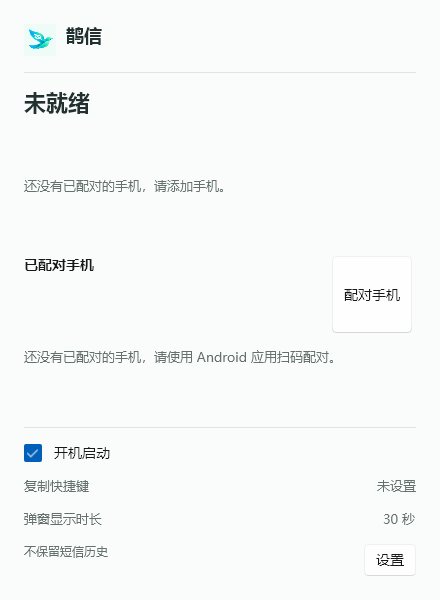 鹊信
未就绪
还没有已配对的手机，请添加手机。
已配对手机
配对手机
还没有已配对的手机，请使用 Android 应用扫码配对。
开机启动
复制快捷键 未设置
弹窗显示时长 30 秒
不保留短信历史 设置